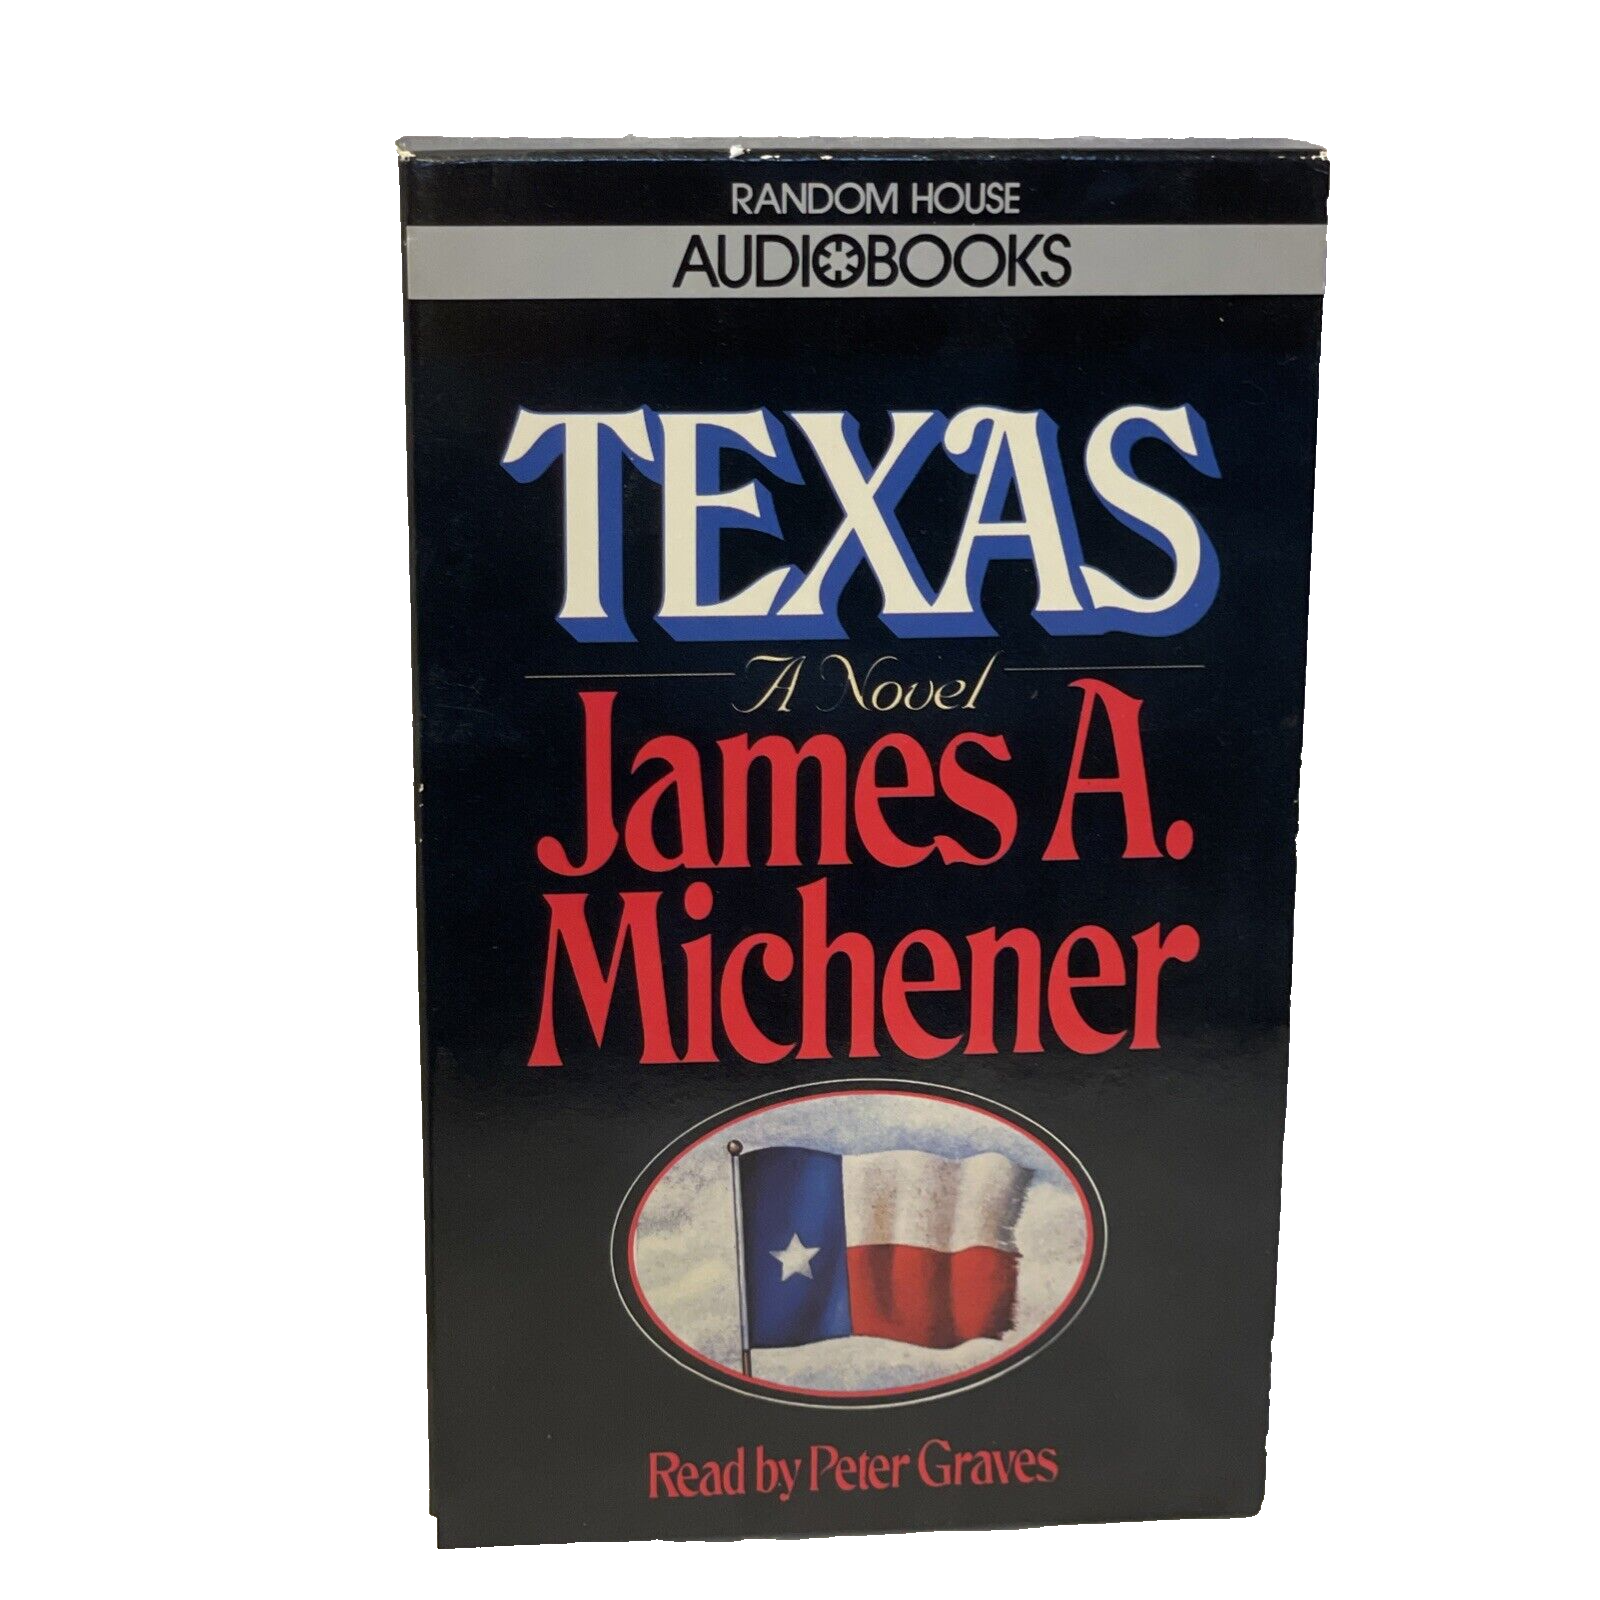 RANDOM HOUSE
AUDIOBOOKS
TEXAS
A Novel
James A.
Michener
Read by Peter Graves